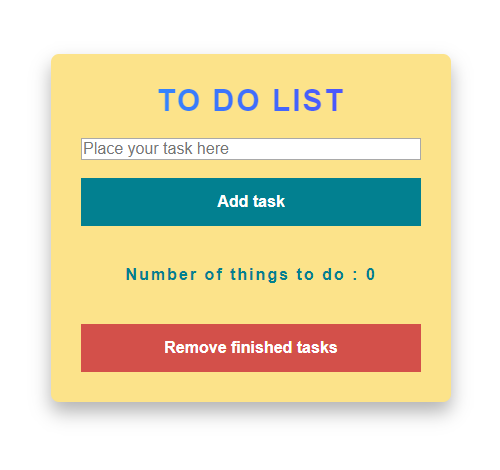 TO DO LIST
Place your task here
Add task
Number of things to do : 0
Remove finished tasks